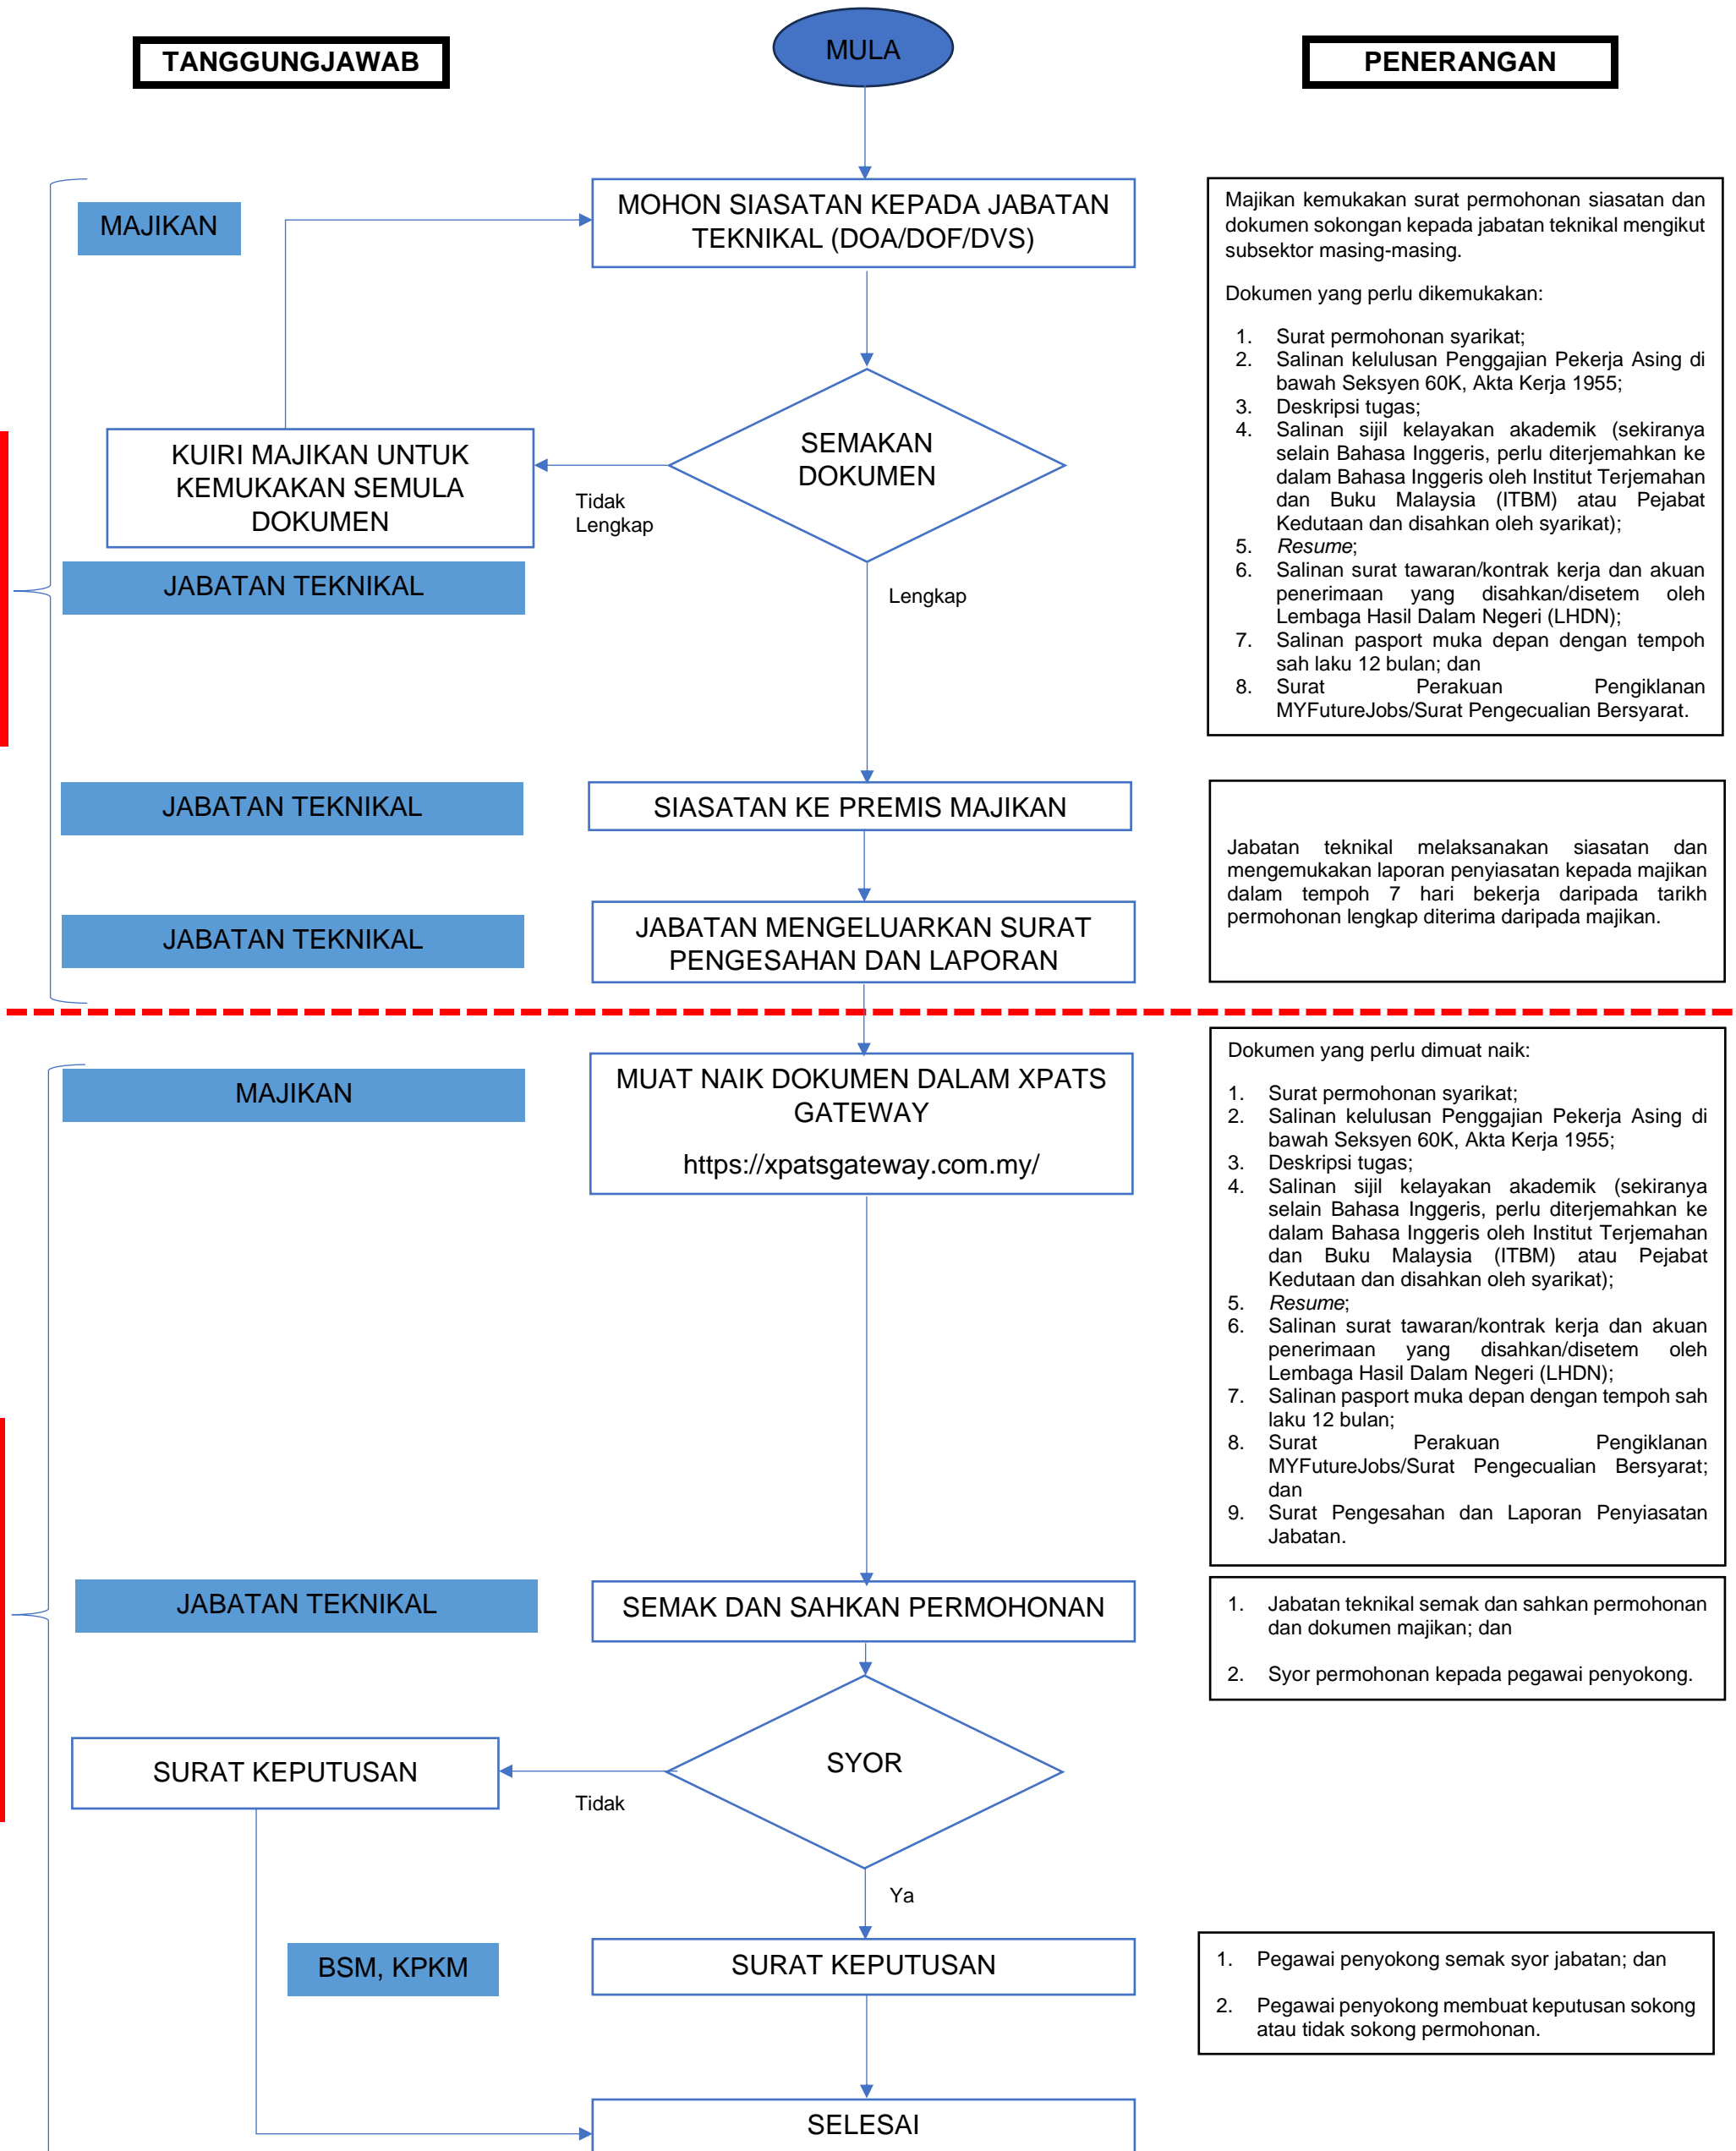 TANGGUNGJAWAB
MULA
PENERANGAN
MAJIKAN
MOHON SIASATAN KEPADA JABATAN
TEKNIKAL (DOA/DOF/DVS)
Majikan kemukakan surat permohonan siasatan dan
dokumen sokongan kepada jabatan teknikal mengikut
subsektor masing-masing.
Dokumen yang perlu dikemukakan:
1. Surat permohonan syarikat;
2. Salinan kelulusan Penggajian Pekerja Asing di
bawah Seksyen 60K, Akta Kerja 1955;
3. Deskripsi tugas;
4. Salinan sijil kelayakan akademik (sekiranya
selain Bahasa Inggeris, perlu diterjemahkan ke
dalam Bahasa Inggeris oleh Institut Terjemahan
dan Buku Malaysia (ITBM) atau Pejabat
Kedutaan dan disahkan oleh syarikat);
5. Resume;
6. Salinan surat tawaran/kontrak kerja dan akuan
penerimaan yang disahkan/disetem oleh
Lembaga Hasil Dalam Negeri (LHDN);
7. Salinan pasport muka depan dengan tempoh
sah laku 12 bulan; dan
8. Surat Perakuan Pengiklanan
MYFutureJobs/Surat Pengecualian Bersyarat.
KUIRI MAJIKAN UNTUK
KEMUKAKAN SEMULA
DOKUMEN
Tidak
Lengkap
SEMAKAN
DOKUMEN
JABATAN TEKNIKAL
Lengkap
JABATAN TEKNIKAL
SIASATAN KE PREMIS MAJIKAN
Jabatan teknikal melaksanakan siasatan dan
mengemukakan laporan penyiasatan kepada majikan
dalam tempoh 7 hari bekerja daripada tarikh
permohonan lengkap diterima daripada majikan.
JABATAN TEKNIKAL
JABATAN MENGELUARKAN SURAT
PENGESAHAN DAN LAPORAN
MAJIKAN
MUAT NAIK DOKUMEN DALAM XPATS
GATEWAY
https://xpatsgateway.com.my/
Dokumen yang perlu dimuat naik:
1. Surat permohonan syarikat;
2. Salinan kelulusan Penggajian Pekerja Asing di
bawah Seksyen 60K, Akta Kerja 1955;
3. Deskripsi tugas;
4. Salinan sijil kelayakan akademik (sekiranya
selain Bahasa Inggeris, perlu diterjemahkan ke
dalam Bahasa Inggeris oleh Institut Terjemahan
dan Buku Malaysia (ITBM) atau Pejabat
Kedutaan dan disahkan oleh syarikat);
5. Resume;
6. Salinan surat tawaran/kontrak kerja dan akuan
penerimaan yang disahkan/disetem oleh
Lembaga Hasil Dalam Negeri (LHDN);
7. Salinan pasport muka depan dengan tempoh sah
laku 12 bulan;
8. Surat Perakuan Pengiklanan
MYFutureJobs/Surat Pengecualian Bersyarat;
dan
9. Surat Pengesahan dan Laporan Penyiasatan
Jabatan.
JABATAN TEKNIKAL
SEMAK DAN SAHKAN PERMOHONAN
1. Jabatan teknikal semak dan sahkan permohonan
dan dokumen majikan; dan
2. Syor permohonan kepada pegawai penyokong.
SURAT KEPUTUSAN
Tidak
SYOR
Ya
BSM, KPKM
SURAT KEPUTUSAN
1. Pegawai penyokong semak syor jabatan; dan
2. Pegawai penyokong membuat keputusan sokong
atau tidak sokong permohonan.
SELESAI